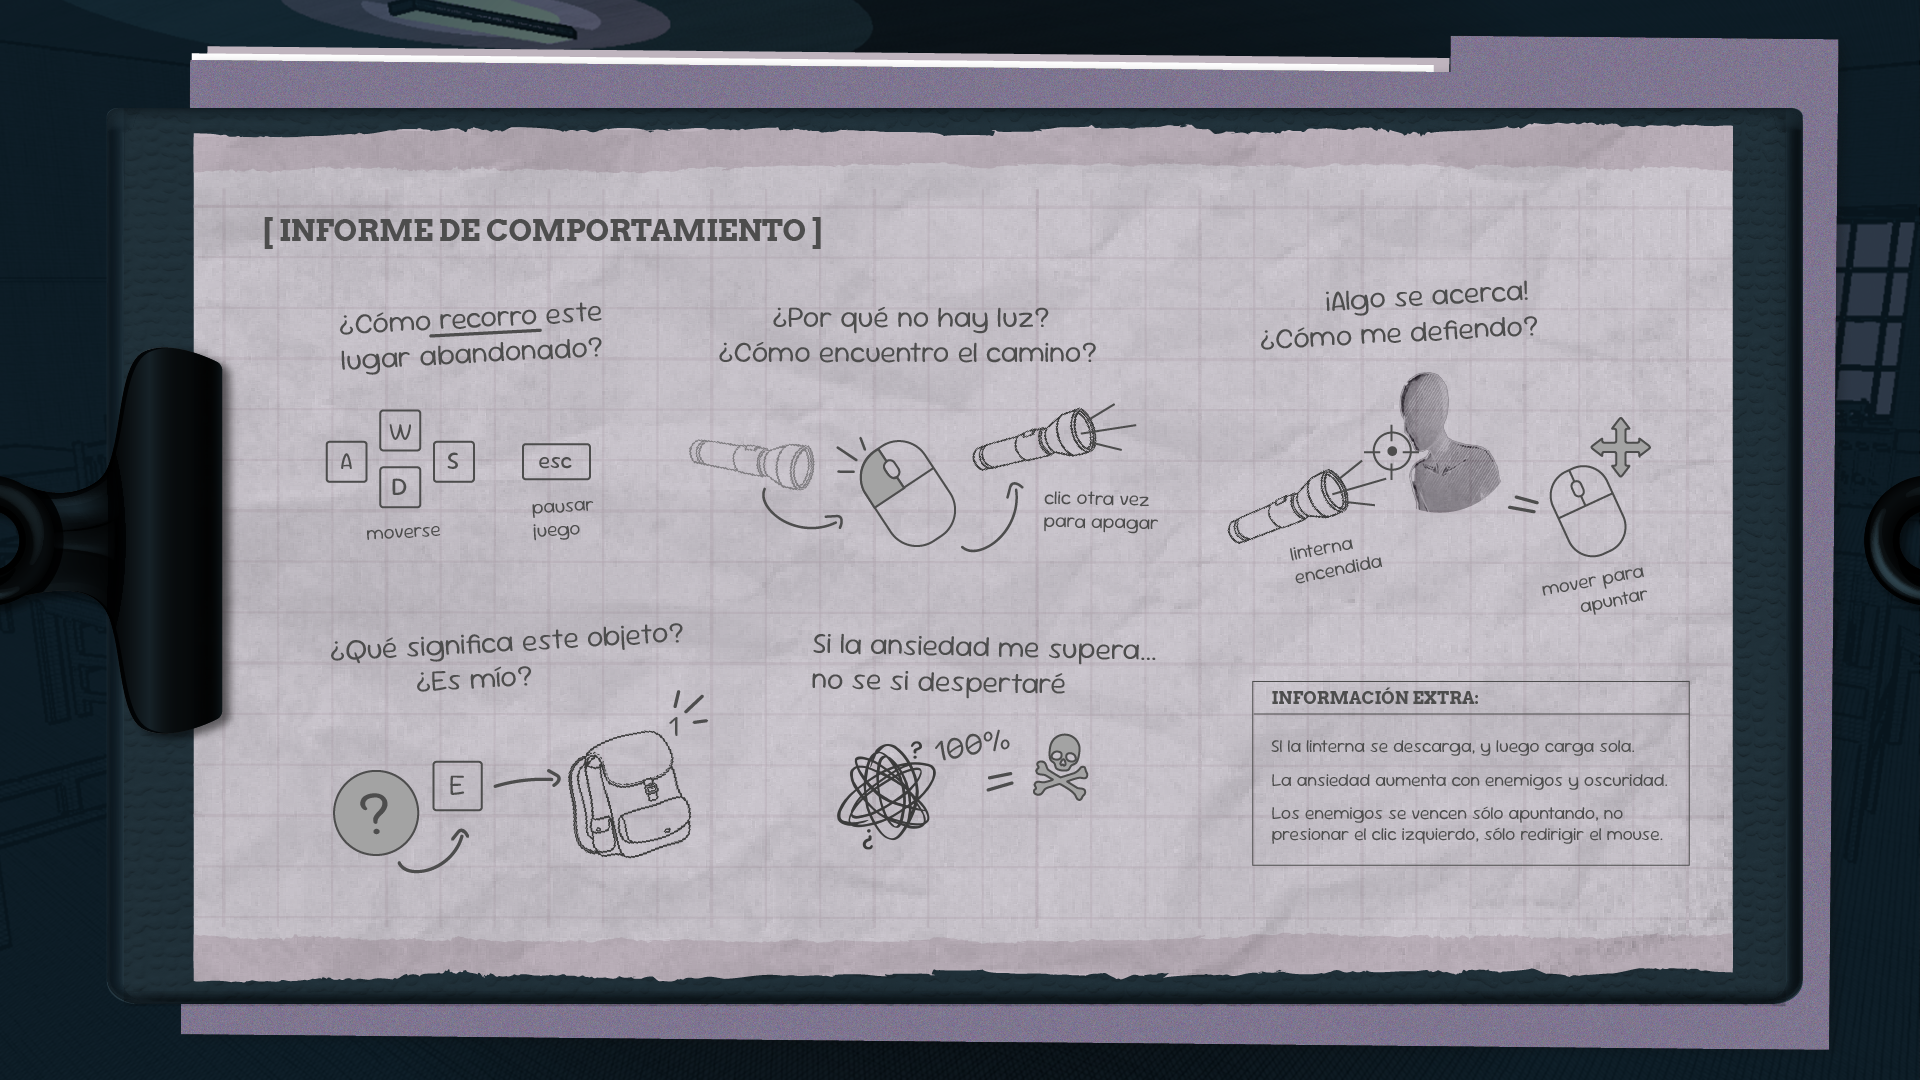 [ INFORME DE COMPORTAMIENTO ]
¿Cómo recorro este
lugar abandonado?
W
A
S
D
moverse
esc
pausar
juego
¿Por qué no hay luz?
¿Cómo encuentro el camino?
clic otra vez
para apagar
¡Algo se acerca!
¿Cómo me defiendo?
linterna
encendida
=
mover para
apuntar
¿Qué significa este objeto?
¿Es mío?
?
E
1
Si la ansiedad me supera...
no se si despertaré
?
¿
100%
=
INFORMACIÓN EXTRA:
SI la linterna se descarga, y luego carga sola.
La ansiedad aumenta con enemigos y oscuridad.
Los enemigos se vencen sólo apuntando, no
presionar el clic izquierdo, sólo redirigir el mouse.